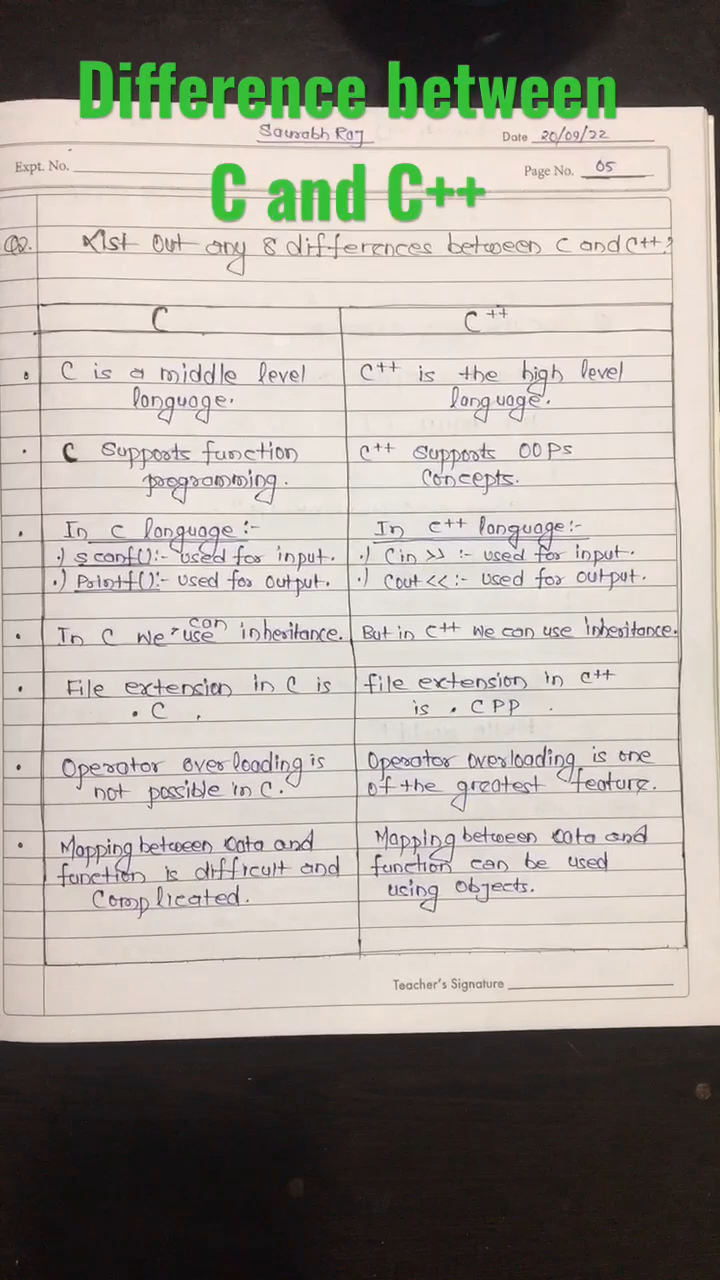 Difference between
Saurabh Raj
Date 20/09/22
Expt. No.
Page No. 05
C and C++
Q2. List out any 8 differences between C and C++?
C
C++
• C is a middle level
language.
C++ is the high level
language.
• C Supports function
programming.
C++ Supports OOPs
Concepts.
• In C language :-
•) Scanf():- used for input.
•) Printf():- used for output.
In C++ language:-
•) Cin >> :- used for input.
•) Cout << :- used for output.
• In C we can use inheritance.
But in C++ we can use inheritance.
• File extension in C is
.C .
file extension in C++
is . CPP .
• Operator overloading is
not possible in C.
Operator overloading is one
of the greatest feature.
• Mapping between Data and
function is difficult and
Complicated.
Mapping between Data and
function can be used
using Objects.
Teacher's Signature